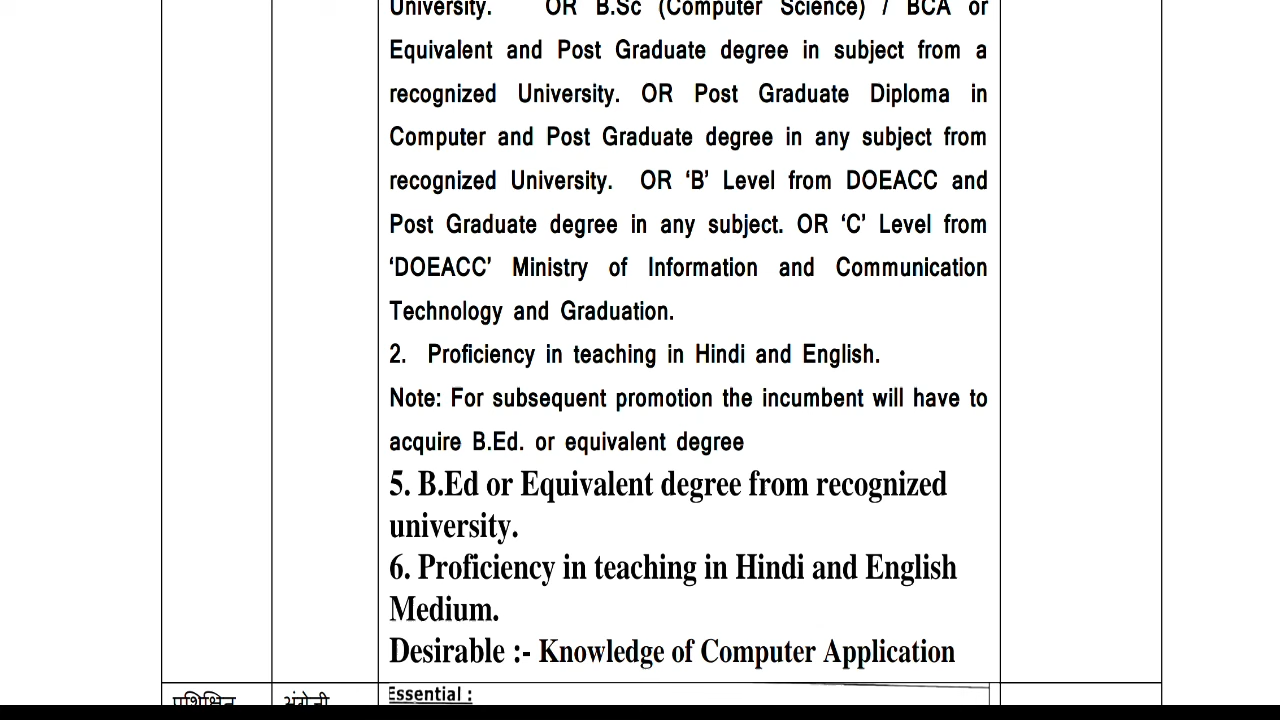 University. OR B.Sc (Computer Science) / BCA or
Equivalent and Post Graduate degree in subject from a
recognized University. OR Post Graduate Diploma in
Computer and Post Graduate degree in any subject from
recognized University. OR ‘B’ Level from DOEACC and
Post Graduate degree in any subject. OR ‘C’ Level from
‘DOEACC’ Ministry of Information and Communication
Technology and Graduation.
2. Proficiency in teaching in Hindi and English.
Note: For subsequent promotion the incumbent will have to
acquire B.Ed. or equivalent degree
5. B.Ed or Equivalent degree from recognized
university.
6. Proficiency in teaching in Hindi and English
Medium.
Desirable :- Knowledge of Computer Application
प्रशिक्षित अंग्रेजी Essential :